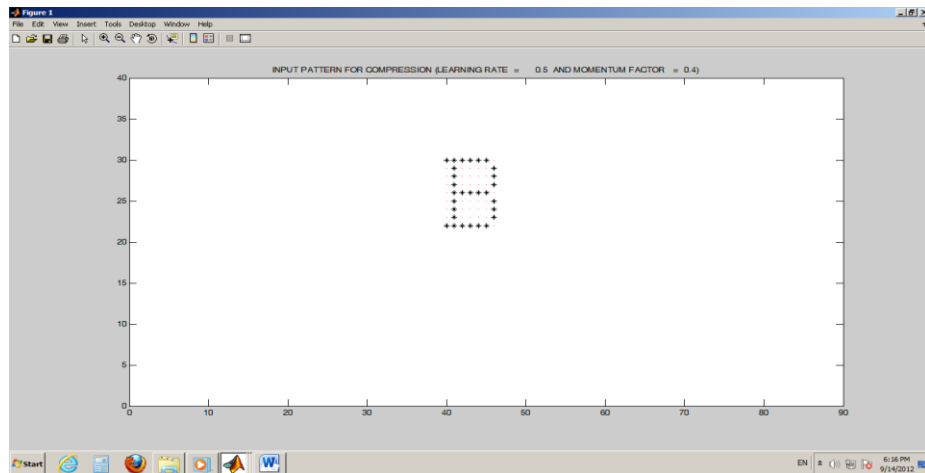 Figure 1
File Edit View Insert Tools Desktop Window Help
INPUT PATTERN FOR COMPRESSION (LEARNING RATE = 0.5 AND MOMENTUM FACTOR = 0.4)
40
35
30
25
20
15
10
5
0
0 10 20 30 40 50 60 70 80 90
Start
W
EN
6:16 PM
9/14/2012